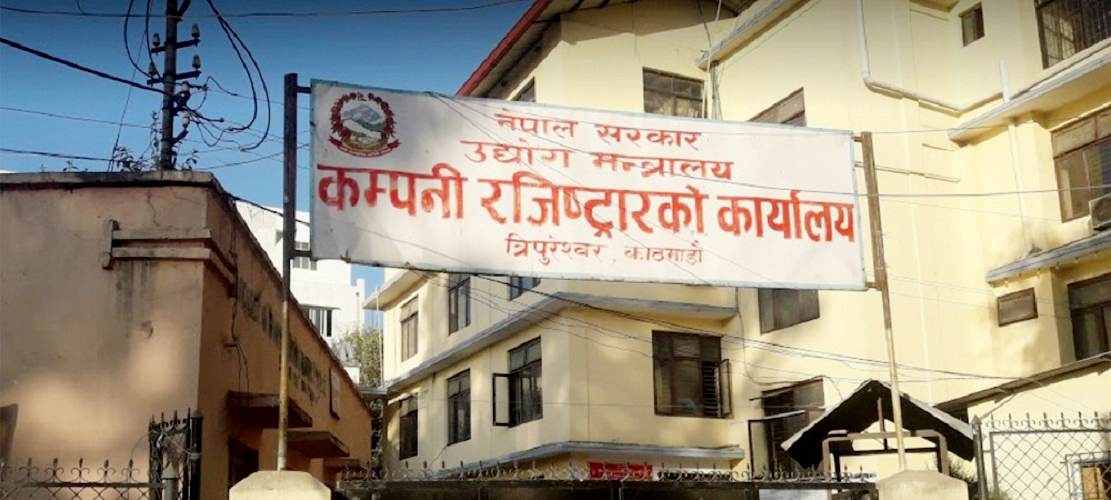 नेपाल सरकार
उद्योग मन्त्रालय
कम्पनी रजिष्ट्रारको कार्यालय
त्रिपुरेश्वर, काठमाडौं